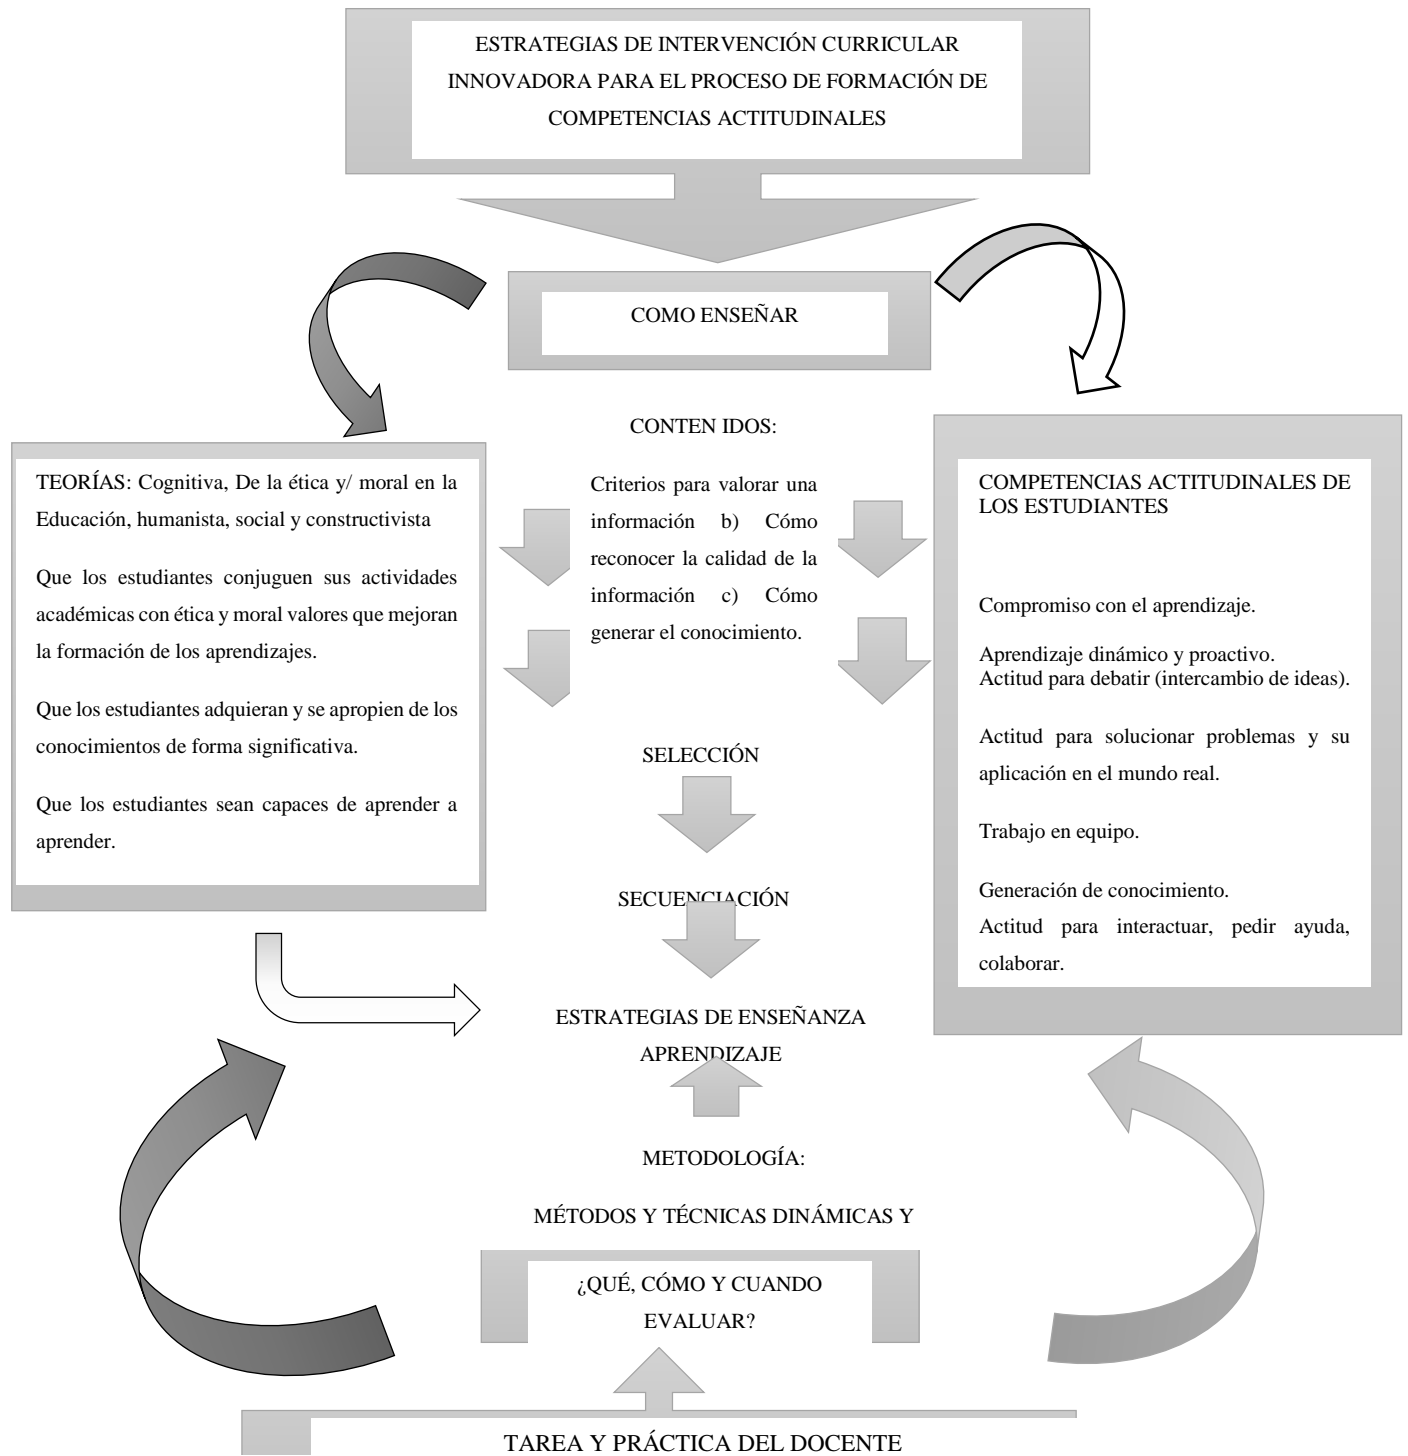 ESTRATEGIAS DE INTERVENCIÓN CURRICULAR
INNOVADORA PARA EL PROCESO DE FORMACIÓN DE
COMPETENCIAS ACTITUDINALES
COMO ENSEÑAR
TEORÍAS: Cognitiva, De la ética y/ moral en la
Educación, humanista, social y constructivista
Que los estudiantes conjuguen sus actividades
académicas con ética y moral valores que mejoran
la formación de los aprendizajes.
Que los estudiantes adquieran y se apropien de los
conocimientos de forma significativa.
Que los estudiantes sean capaces de aprender a
aprender.
CONTEN IDOS:
Criterios para valorar una
información b) Cómo
reconocer la calidad de la
información c) Cómo
generar el conocimiento.
SELECCIÓN
SECUENCIACIÓN
ESTRATEGIAS DE ENSEÑANZA
APRENDIZAJE
METODOLOGÍA:
MÉTODOS Y TÉCNICAS DINÁMICAS Y
COMPETENCIAS ACTITUDINALES DE
LOS ESTUDIANTES
Compromiso con el aprendizaje.
Aprendizaje dinámico y proactivo.
Actitud para debatir (intercambio de ideas).
Actitud para solucionar problemas y su
aplicación en el mundo real.
Trabajo en equipo.
Generación de conocimiento.
Actitud para interactuar, pedir ayuda,
colaborar.
¿QUÉ, CÓMO Y CUANDO
EVALUAR?
TAREA Y PRÁCTICA DEL DOCENTE